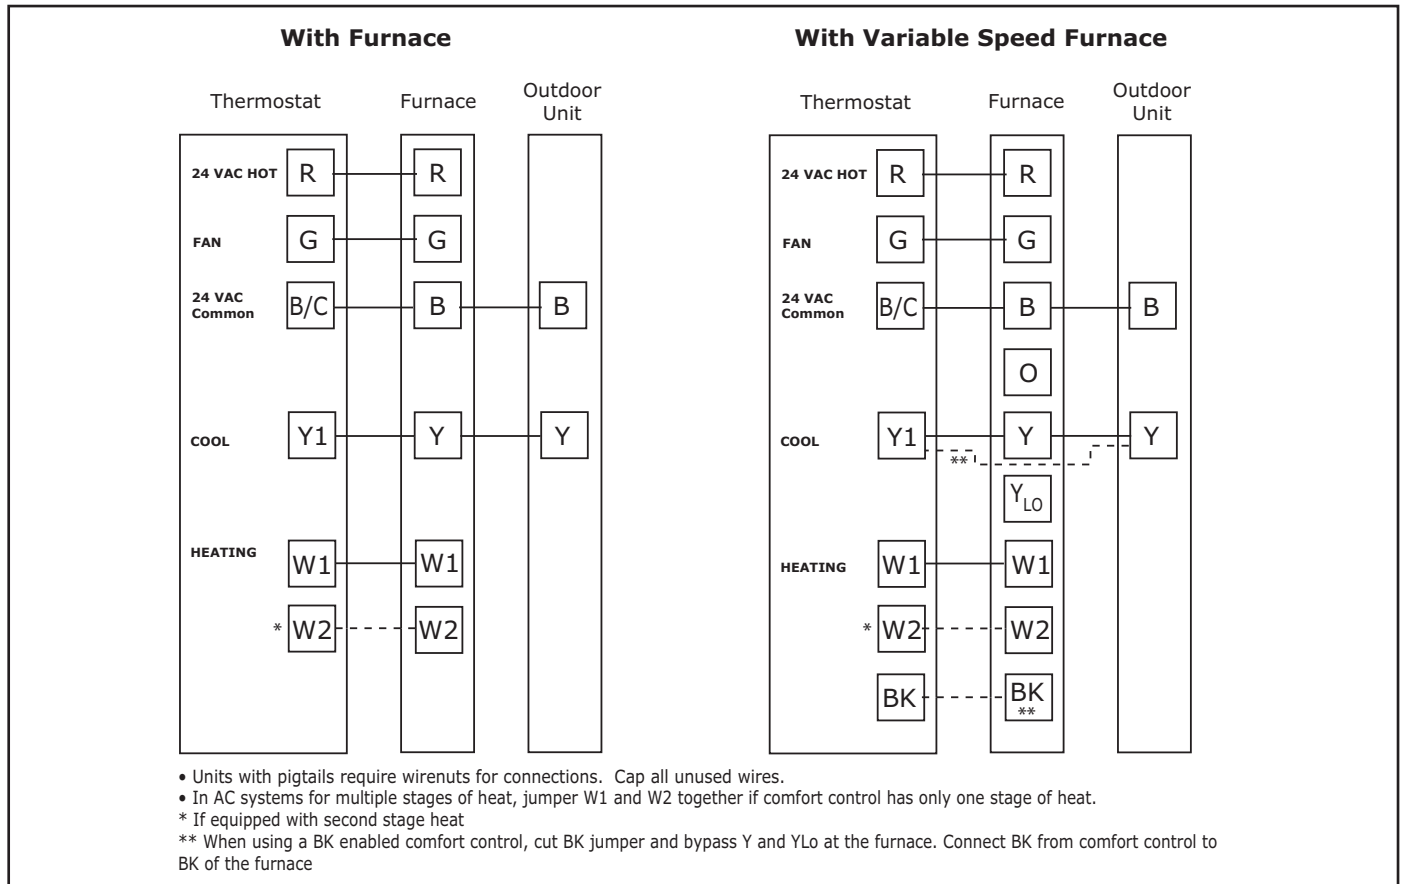 With Furnace
Thermostat Furnace Outdoor
Unit
24 VAC HOT R R
FAN G G
24 VAC
Common B/C B B
COOL Y1 Y Y
HEATING W1 W1
* W2 W2
With Variable Speed Furnace
Thermostat Furnace Outdoor
Unit
24 VAC HOT R R
FAN G G
24 VAC
Common B/C B B
O
COOL Y1 Y Y
**
YLO
HEATING W1 W1
* W2 W2
BK BK
**
• Units with pigtails require wirenuts for connections. Cap all unused wires.
• In AC systems for multiple stages of heat, jumper W1 and W2 together if comfort control has only one stage of heat.
* If equipped with second stage heat
** When using a BK enabled comfort control, cut BK jumper and bypass Y and YLo at the furnace. Connect BK from comfort control to
BK of the furnace